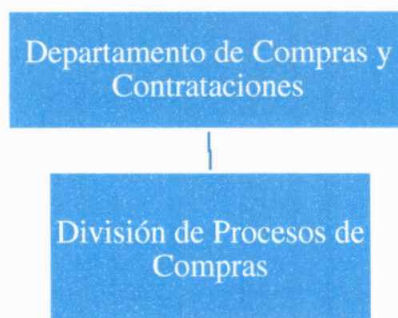 Departamento de Compras y
Contrataciones
División de Procesos de
Compras